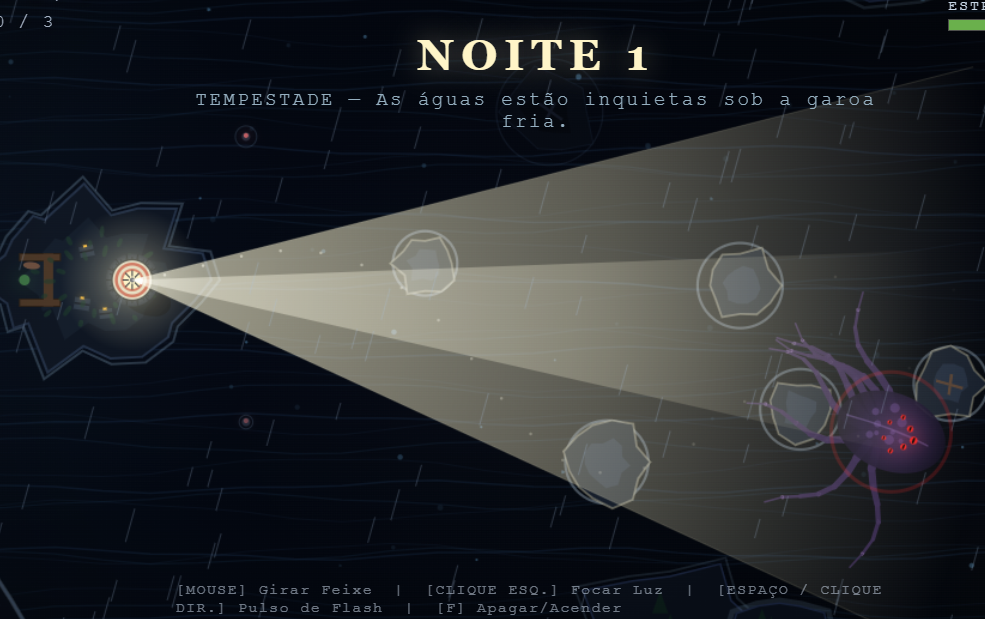 0 / 3
NOITE 1
TEMPESTADE — As águas estão inquietas sob a garoa
fria.
[MOUSE] Girar Feixe | [CLIQUE ESQ.] Focar Luz | [ESPAÇO / CLIQUE
DIR.] Pulso de Flash | [F] Apagar/Acender